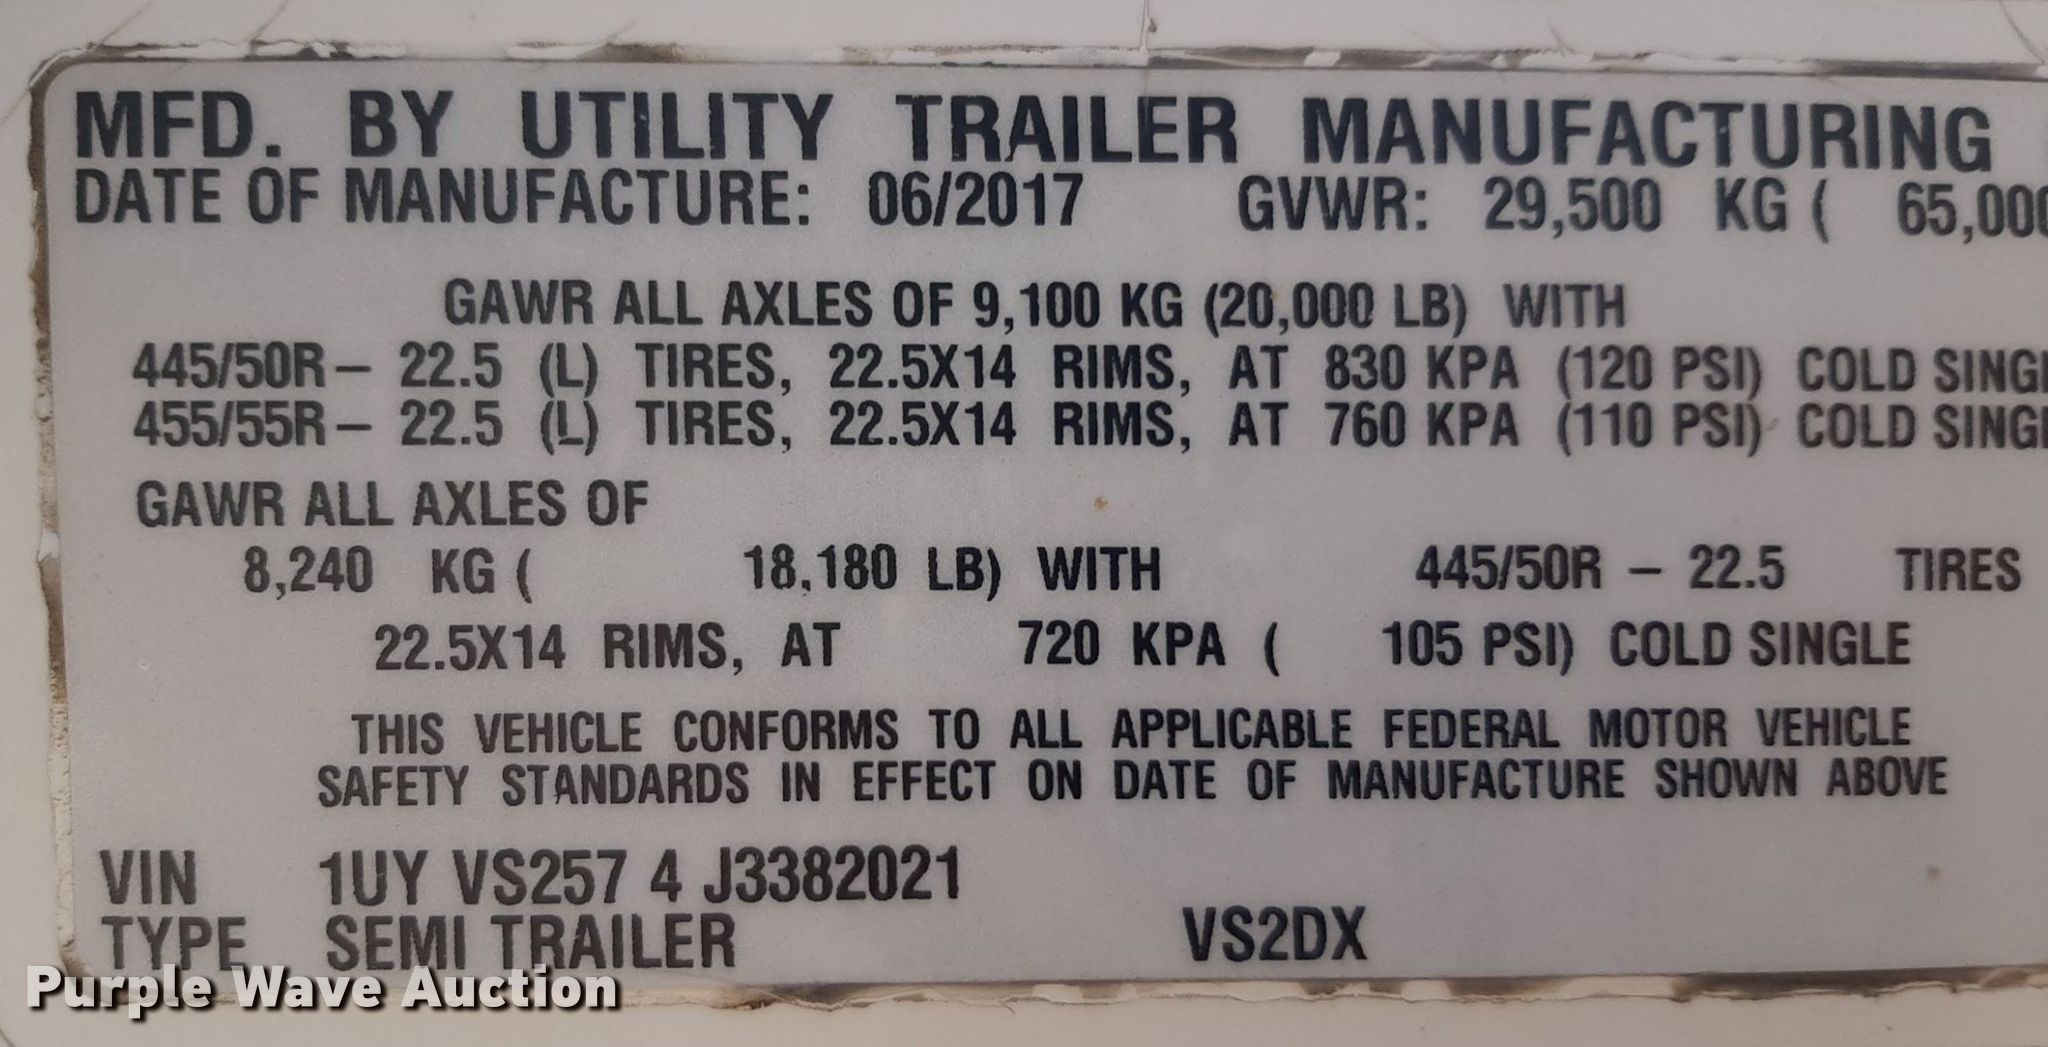 MFD. BY UTILITY TRAILER MANUFACTURING
DATE OF MANUFACTURE: 06/2017 GVWR: 29,500 KG ( 65,000
GAWR ALL AXLES OF 9,100 KG (20,000 LB) WITH
445/50R– 22.5 (L) TIRES, 22.5X14 RIMS, AT 830 KPA (120 PSI) COLD SINGL
455/55R– 22.5 (L) TIRES, 22.5X14 RIMS, AT 760 KPA (110 PSI) COLD SINGL
GAWR ALL AXLES OF
8,240 KG ( 18,180 LB) WITH 445/50R – 22.5 TIRES
22.5X14 RIMS, AT 720 KPA ( 105 PSI) COLD SINGLE
THIS VEHICLE CONFORMS TO ALL APPLICABLE FEDERAL MOTOR VEHICLE
SAFETY STANDARDS IN EFFECT ON DATE OF MANUFACTURE SHOWN ABOVE
VIN 1UY VS257 4 J3382021
TYPE SEMI TRAILER VS2DX
Purple Wave Auction